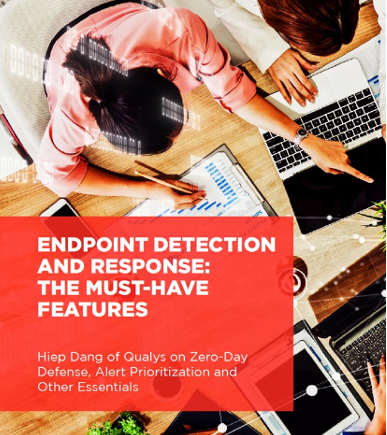 ENDPOINT DETECTION
AND RESPONSE:
THE MUST-HAVE
FEATURES
Hiep Dang of Qualys on Zero-Day
Defense, Alert Prioritization and
Other Essentials